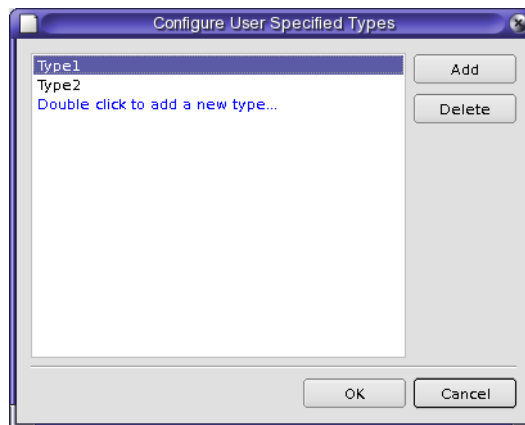 Configure User Specified Types
Type1
Type2
Double click to add a new type...
Add
Delete
OK
Cancel